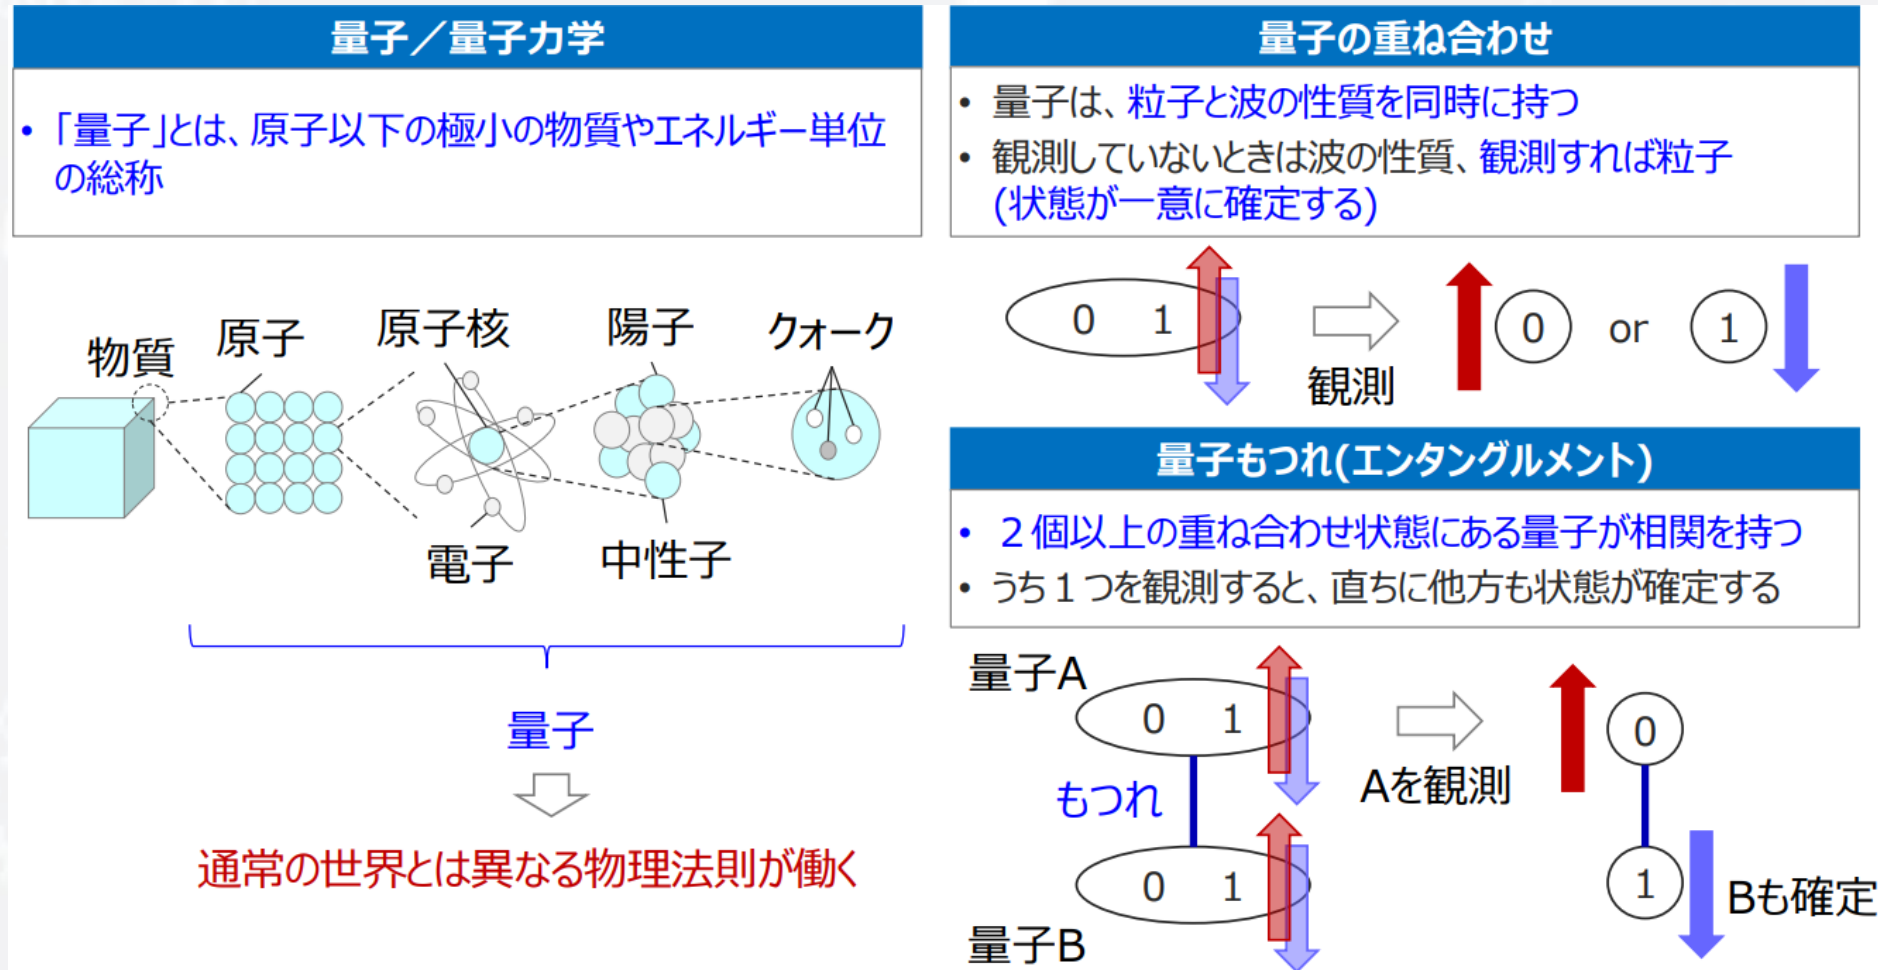 量子／量子力学
• 「量子」とは、原子以下の極小の物質やエネルギー単位
の総称
物質
原子
原子核
陽子
クォーク
電子
中性子
量子
通常の世界とは異なる物理法則が働く
量子の重ね合わせ
• 量子は、粒子と波の性質を同時に持つ
• 観測していないときは波の性質、観測すれば粒子
(状態が一意に確定する)
0 1
観測
0 or 1
量子もつれ(エンタングルメント)
• ２個以上の重ね合わせ状態にある量子が相関を持つ
• うち１つを観測すると、直ちに他方も状態が確定する
量子A
0 1
Aを観測
0
もつれ
0 1
1
Bも確定
量子B